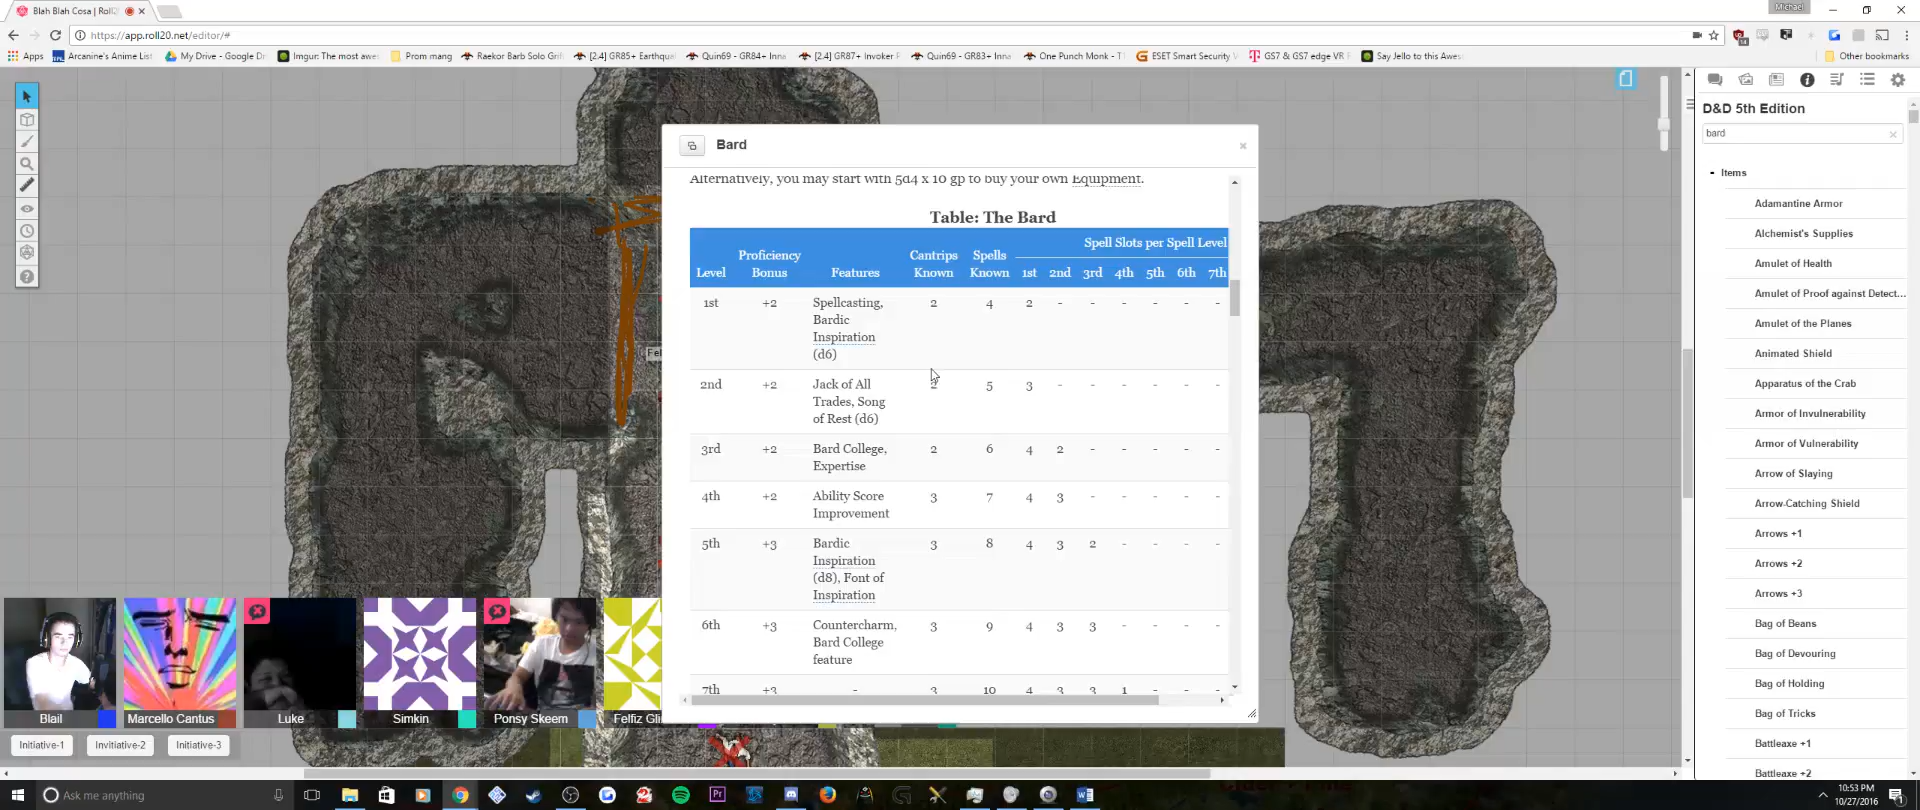 Blah Blah Cosa | Roll2
Michael
https://app.roll20.net/editor/#
Apps
Arcanine's Anime List
My Drive - Google Dr
Imgur: The most awe
Prom mang
Raekor Barb Solo Grif
[2.4] GR85+ Earthqua
Quin69 - GR84+ Inna
[2.4] GR87+ Invoker
Quin69 - GR83+ Inna
One Punch Monk - T
ESET Smart Security
GS7 & GS7 edge VR F
Say Jello to this Awes
Other bookmarks
D&D 5th Edition
bard
Items
Adamantine Armor
Alchemist's Supplies
Amulet of Health
Amulet of Proof against Detect...
Amulet of the Planes
Animated Shield
Apparatus of the Crab
Armor of Invulnerability
Armor of Vulnerability
Arrow of Slaying
Arrow-Catching Shield
Arrows +1
Arrows +2
Arrows +3
Bag of Beans
Bag of Devouring
Bag of Holding
Bag of Tricks
Battleaxe +1
Battleaxe +2
Bard
Alternatively, you may start with 5d4 x 10 gp to buy your own Equipment.
Table: The Bard
Spell Slots per Spell Level
Level Proficiency Bonus Features Cantrips Known Spells Known 1st 2nd 3rd 4th 5th 6th 7th
1st +2 Spellcasting, 2 4 2 - - - - - -
Bardic
Inspiration
(d6)
2nd +2 Jack of All 2 5 3 - - - - - -
Trades, Song
of Rest (d6)
3rd +2 Bard College, 2 6 4 2 - - - - -
Expertise
4th +2 Ability Score 3 7 4 3 - - - - -
Improvement
5th +3 Bardic 3 8 4 3 2 - - - -
Inspiration
(d8), Font of
Inspiration
6th +3 Countercharm, 3 9 4 3 3 - - - -
Bard College
feature
7th +3 - 3 10 4 3 3 1 - - -
Fel
Blail
Marcello Cantus
Luke
Simkin
Ponsy Skeem
Felfiz Gli
Initiative-1
Invitiative-2
Initiative-3
Ask me anything
10:53 PM
10/27/2016